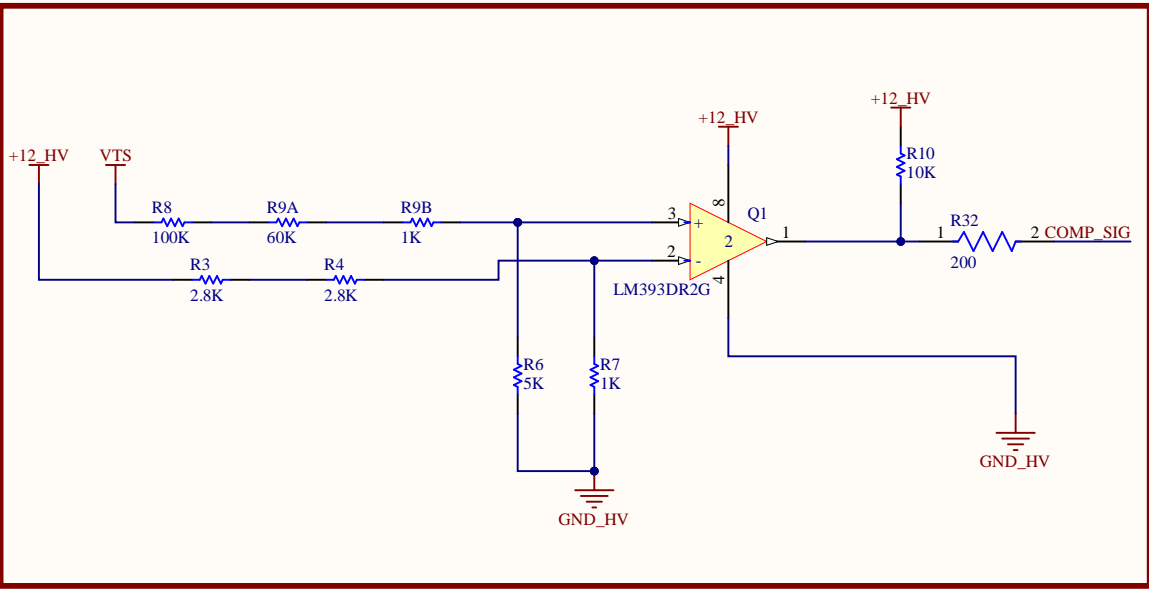 +12_HV
+12_HV
+12_HV VTS
R8
100K
R9A
60K
R9B
1K
R3
2.8K
R4
2.8K
3
+
2
-
8
4
2
Q1
1
LM393DR2G
R10
10K
1
R32
200
2 COMP_SIG
R6
5K
R7
1K
GND_HV
GND_HV